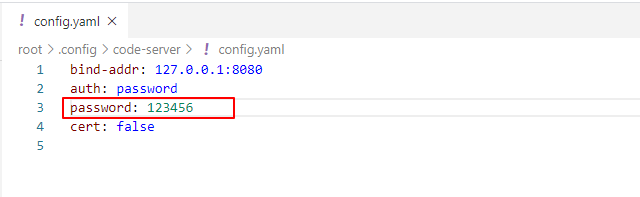 ! config.yaml ×
root > .config > code-server > ! config.yaml
1 bind-addr: 127.0.0.1:8080
2 auth: password
3 password: 123456
4 cert: false
5